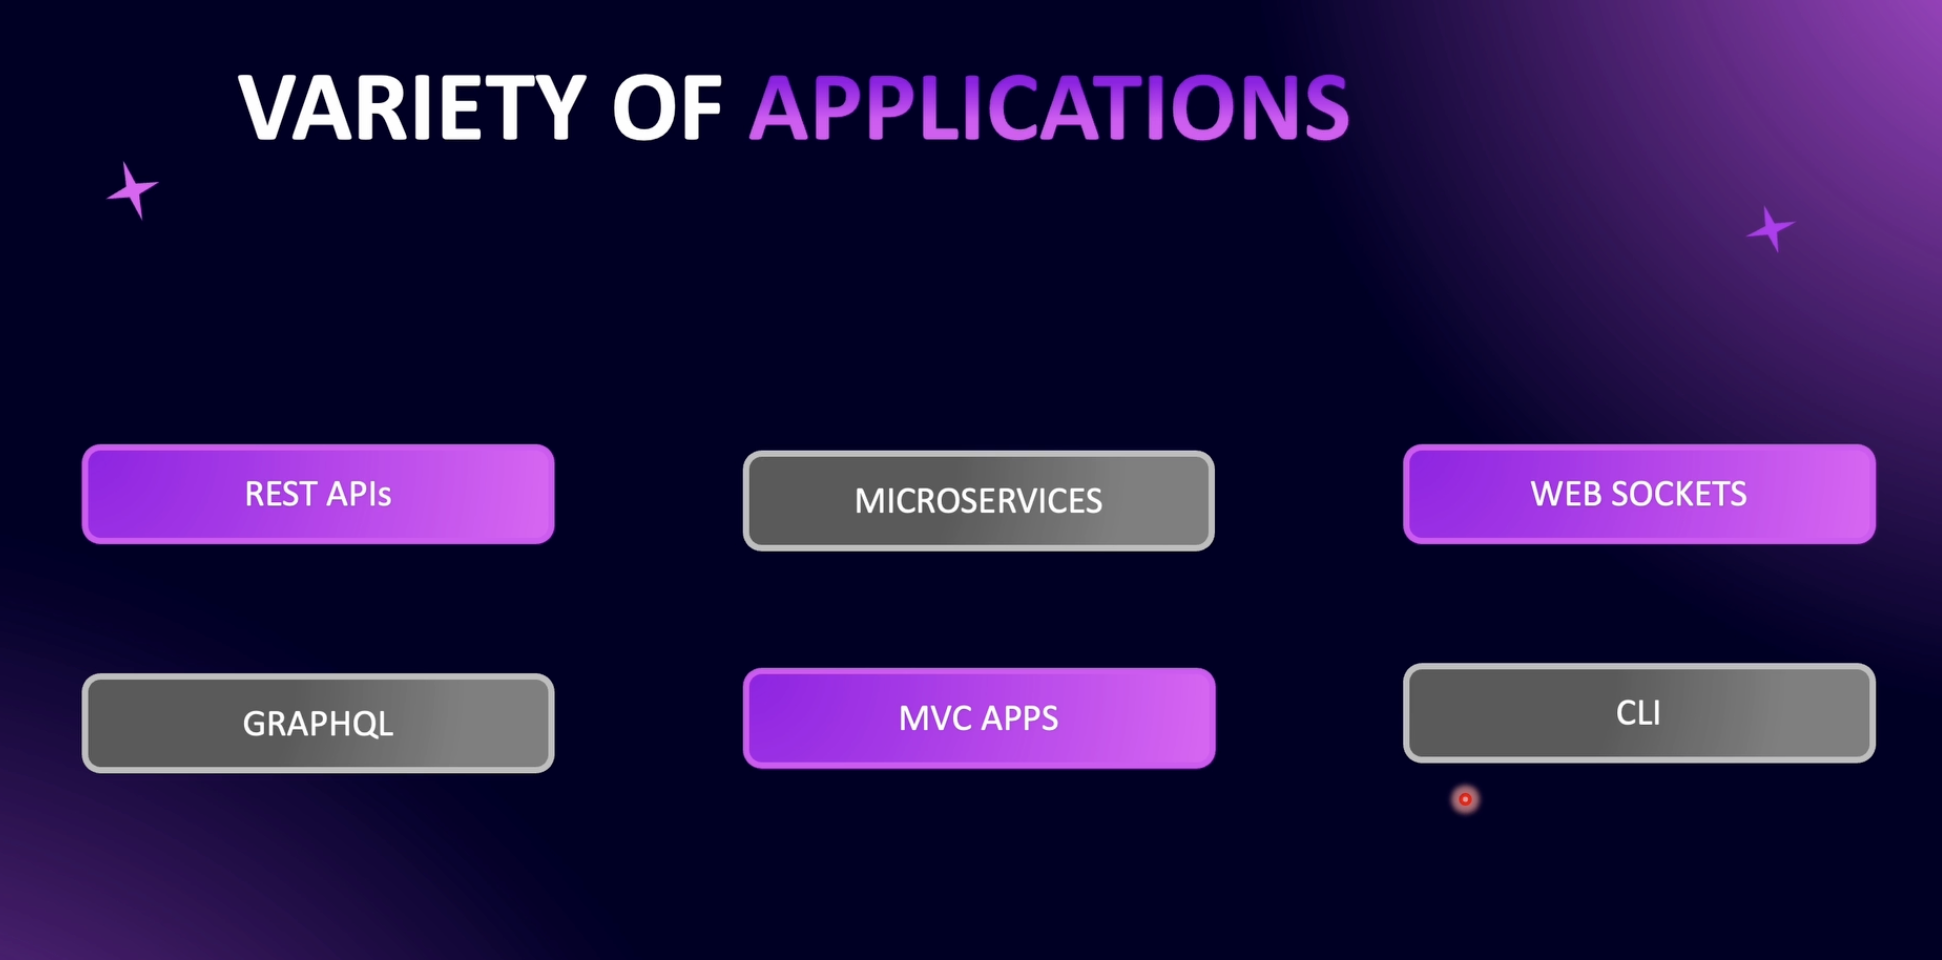 VARIETY OF APPLICATIONS
REST APIs
MICROSERVICES
WEB SOCKETS
GRAPHQL
MVC APPS
CLI